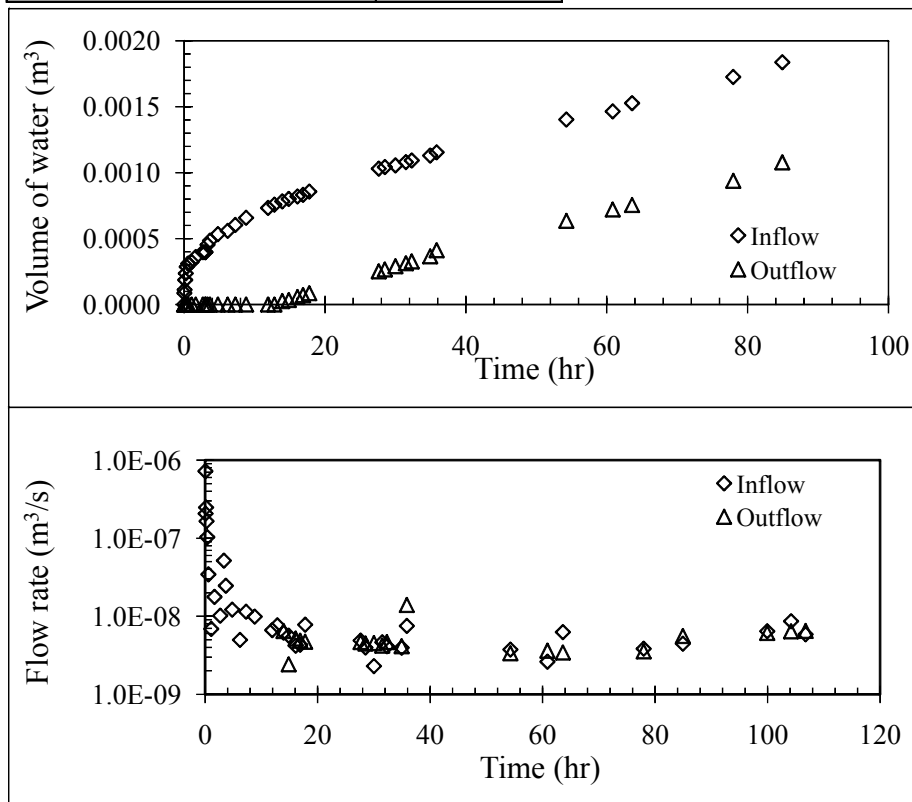 Volume of water (m³)
0.0020
0.0015
0.0010
0.0005
0.0000
0
20
40
60
80
100
Time (hr)
Inflow
Outflow
Flow rate (m³/s)
1.0E-06
1.0E-07
1.0E-08
1.0E-09
0
20
40
60
80
100
120
Time (hr)
Inflow
Outflow